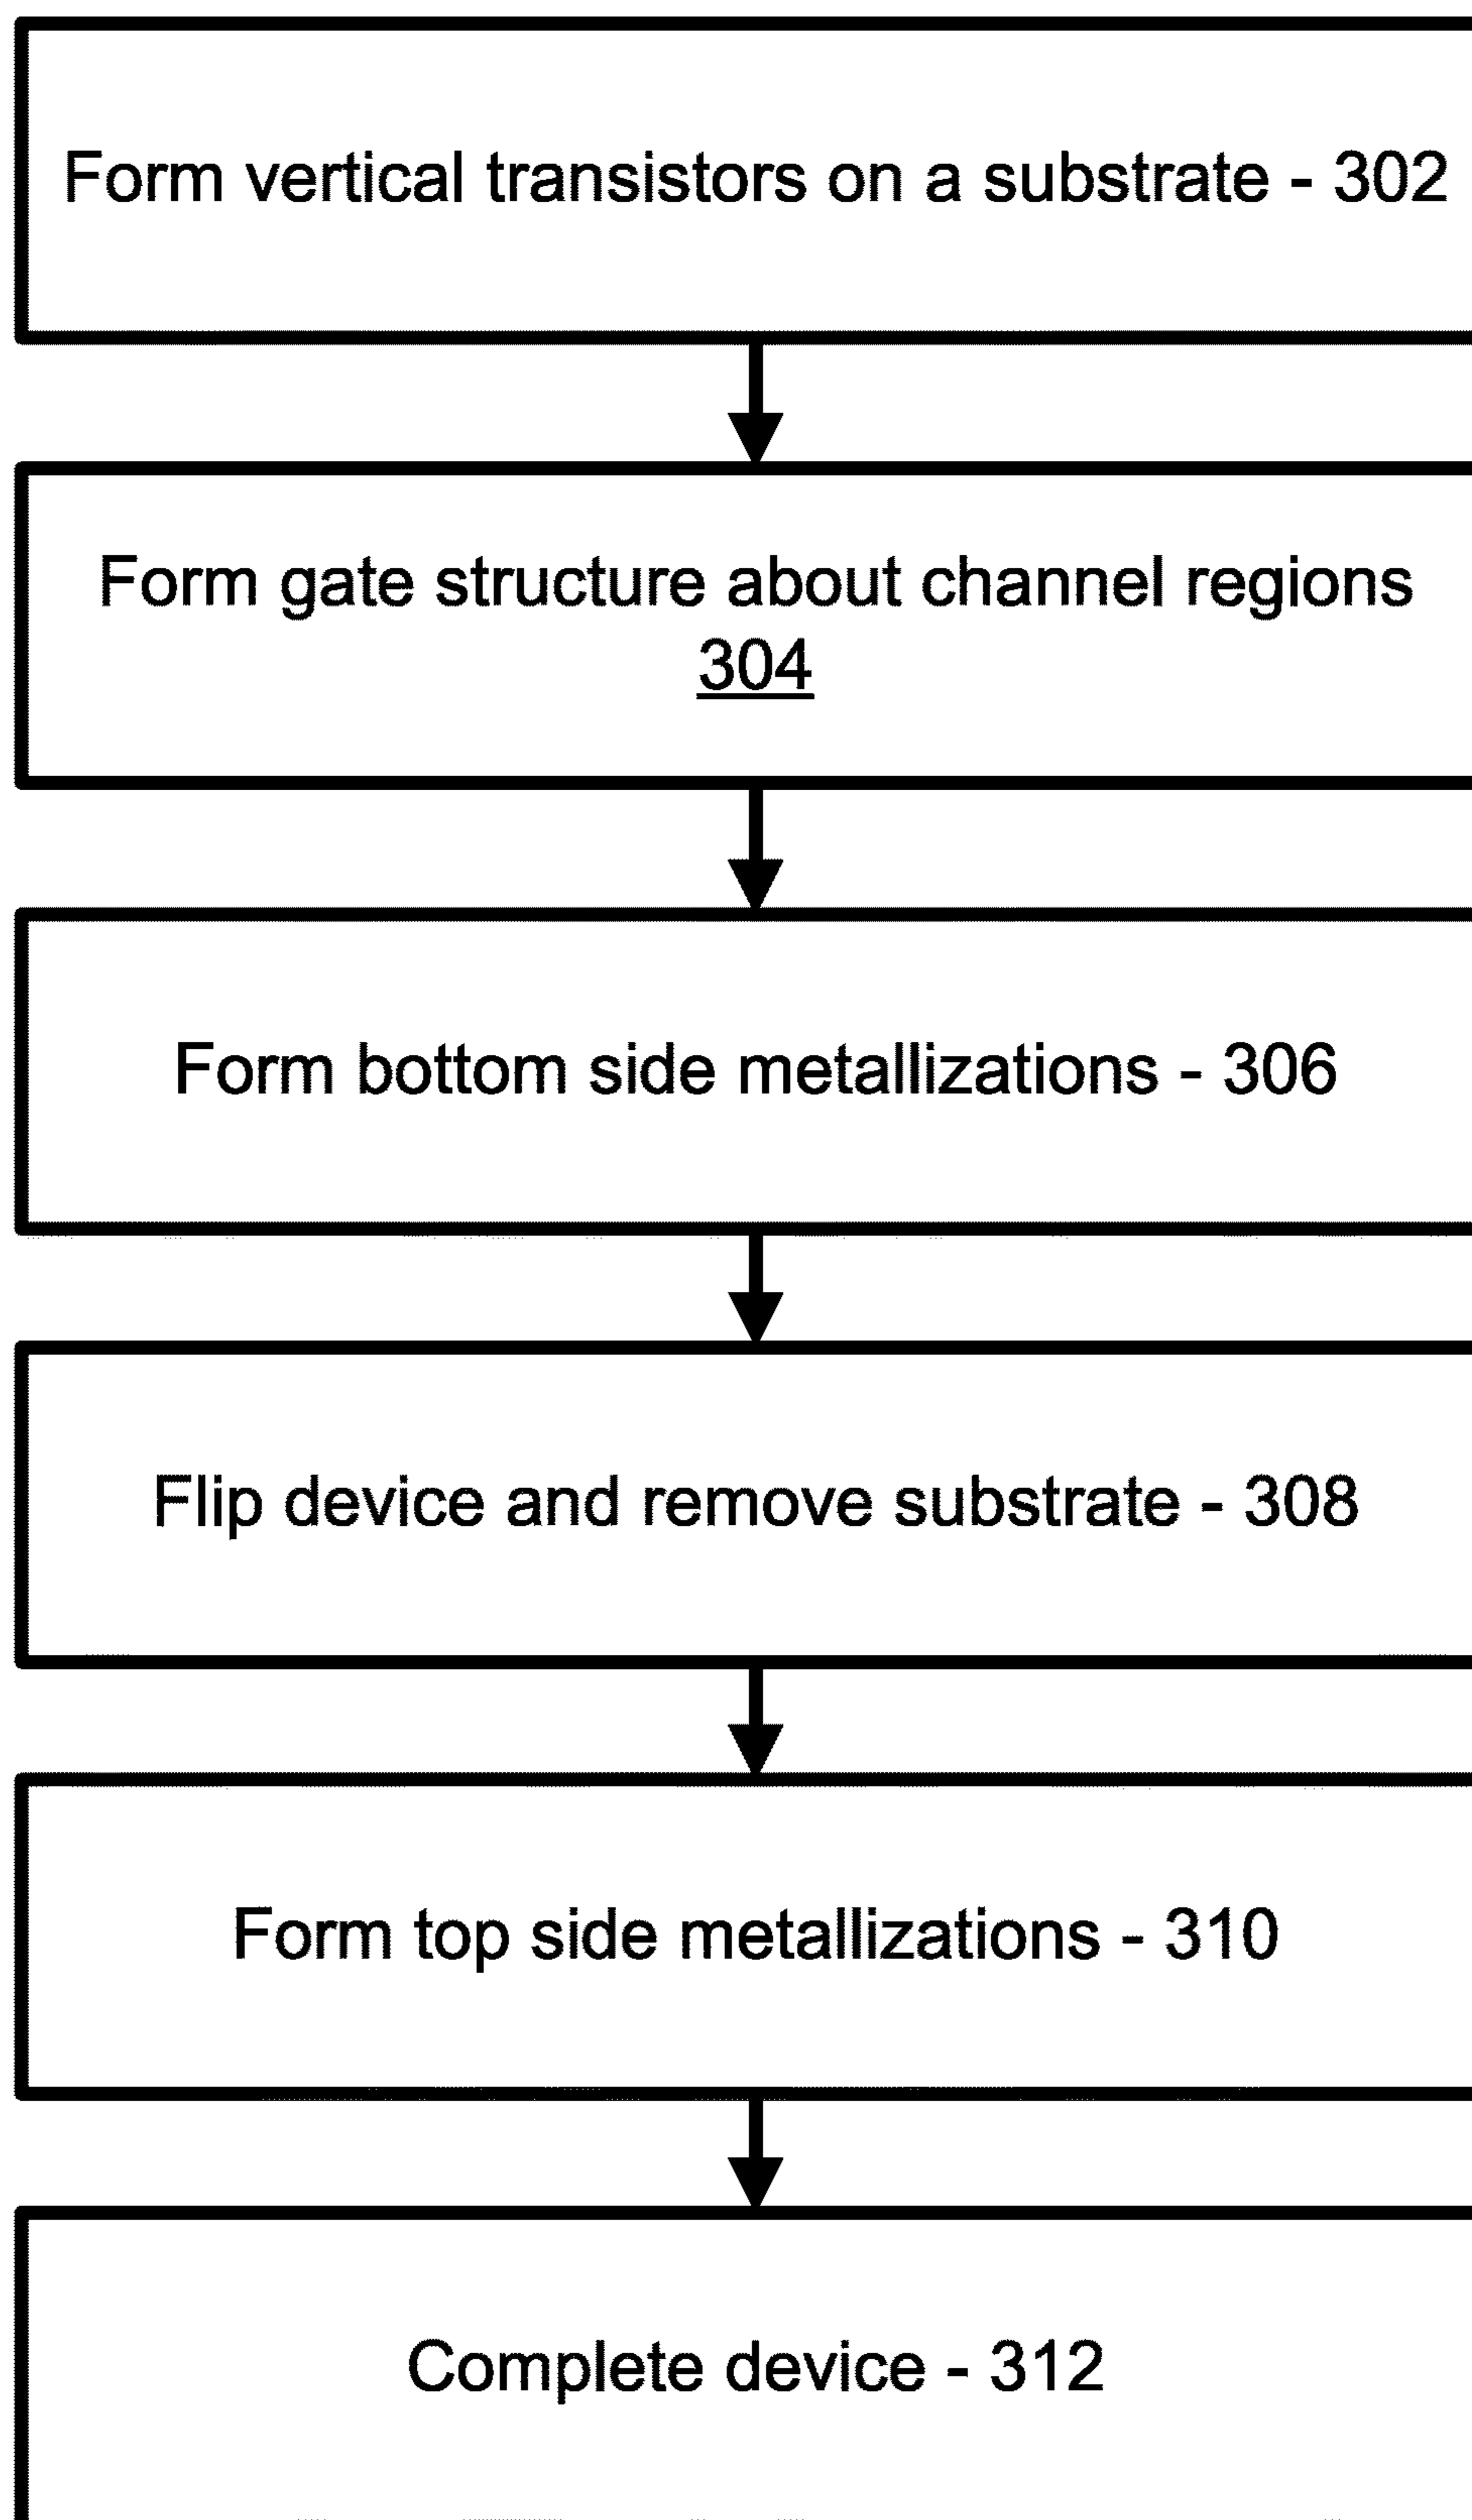 Form vertical transistors on a substrate - 302
Form gate structure about channel regions
304
Form bottom side metallizations - 306
Flip device and remove substrate - 308
Form top side metallizations - 310
Complete device - 312